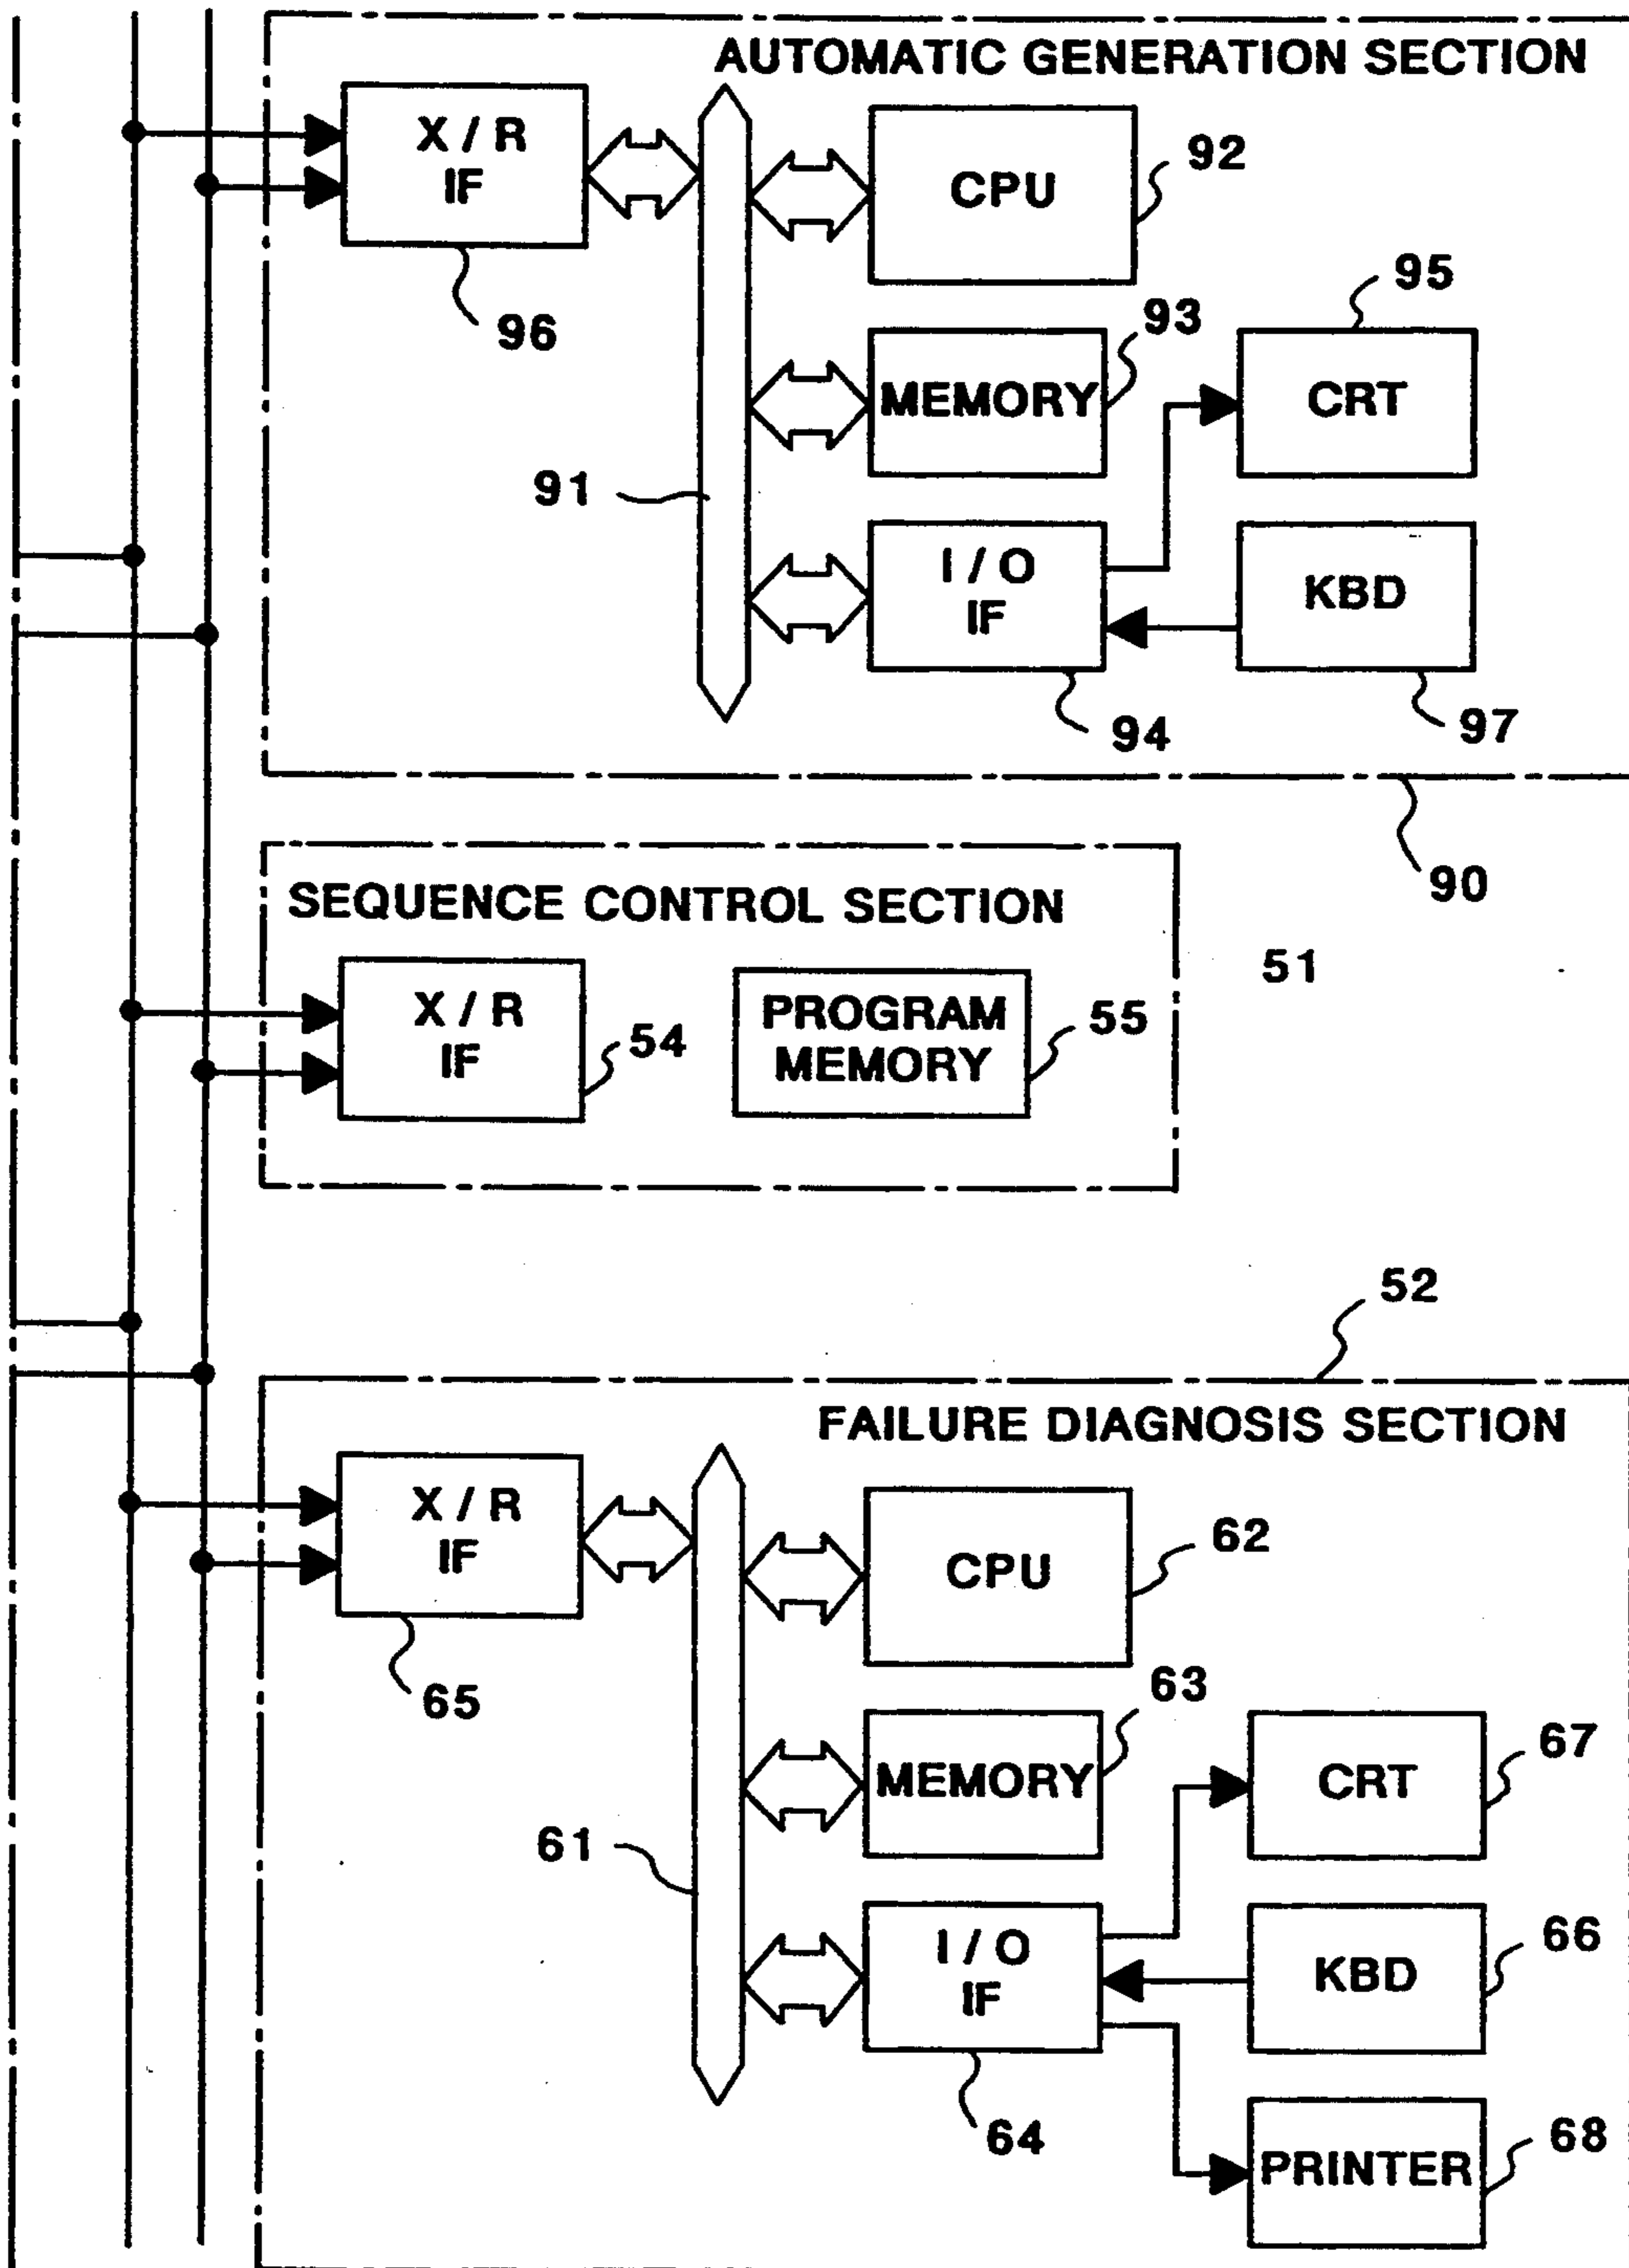 AUTOMATIC GENERATION SECTION
X / R
IF
96
CPU
92
95
MEMORY
93
CRT
91
I / O
IF
KBD
94
97
90
SEQUENCE CONTROL SECTION
51
X / R
IF
54
PROGRAM
MEMORY
55
52
FAILURE DIAGNOSIS SECTION
X / R
IF
65
CPU
62
63
MEMORY
CRT
67
61
I / O
IF
KBD
66
64
PRINTER
68